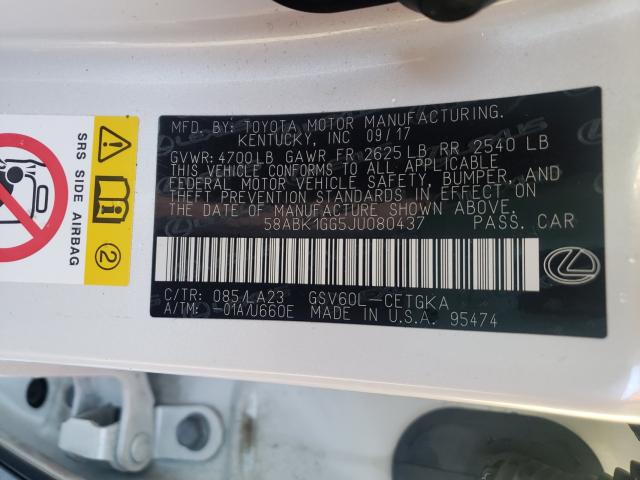 MFD. BY: TOYOTA MOTOR MANUFACTURING.
KENTUCKY, INC 09/17
GVWR: 4700LB GAWR FR 2625LB RR 2540 LB
THIS VEHICLE CONFORMS TO ALL APPLICABLE
FEDERAL MOTOR VEHICLE SAFETY, BUMPER, AND
THEFT PREVENTION STANDARDS IN EFFECT ON
THE DATE OF MANUFACTURE SHOWN ABOVE.
58ABK1GG5JU080437 PASS. CAR
C/TR: 085/LA23 GSV60L-CETGKA
A/TM: -01A/U660E MADE IN U.S.A. 95474
SRS SIDE AIRBAG
2